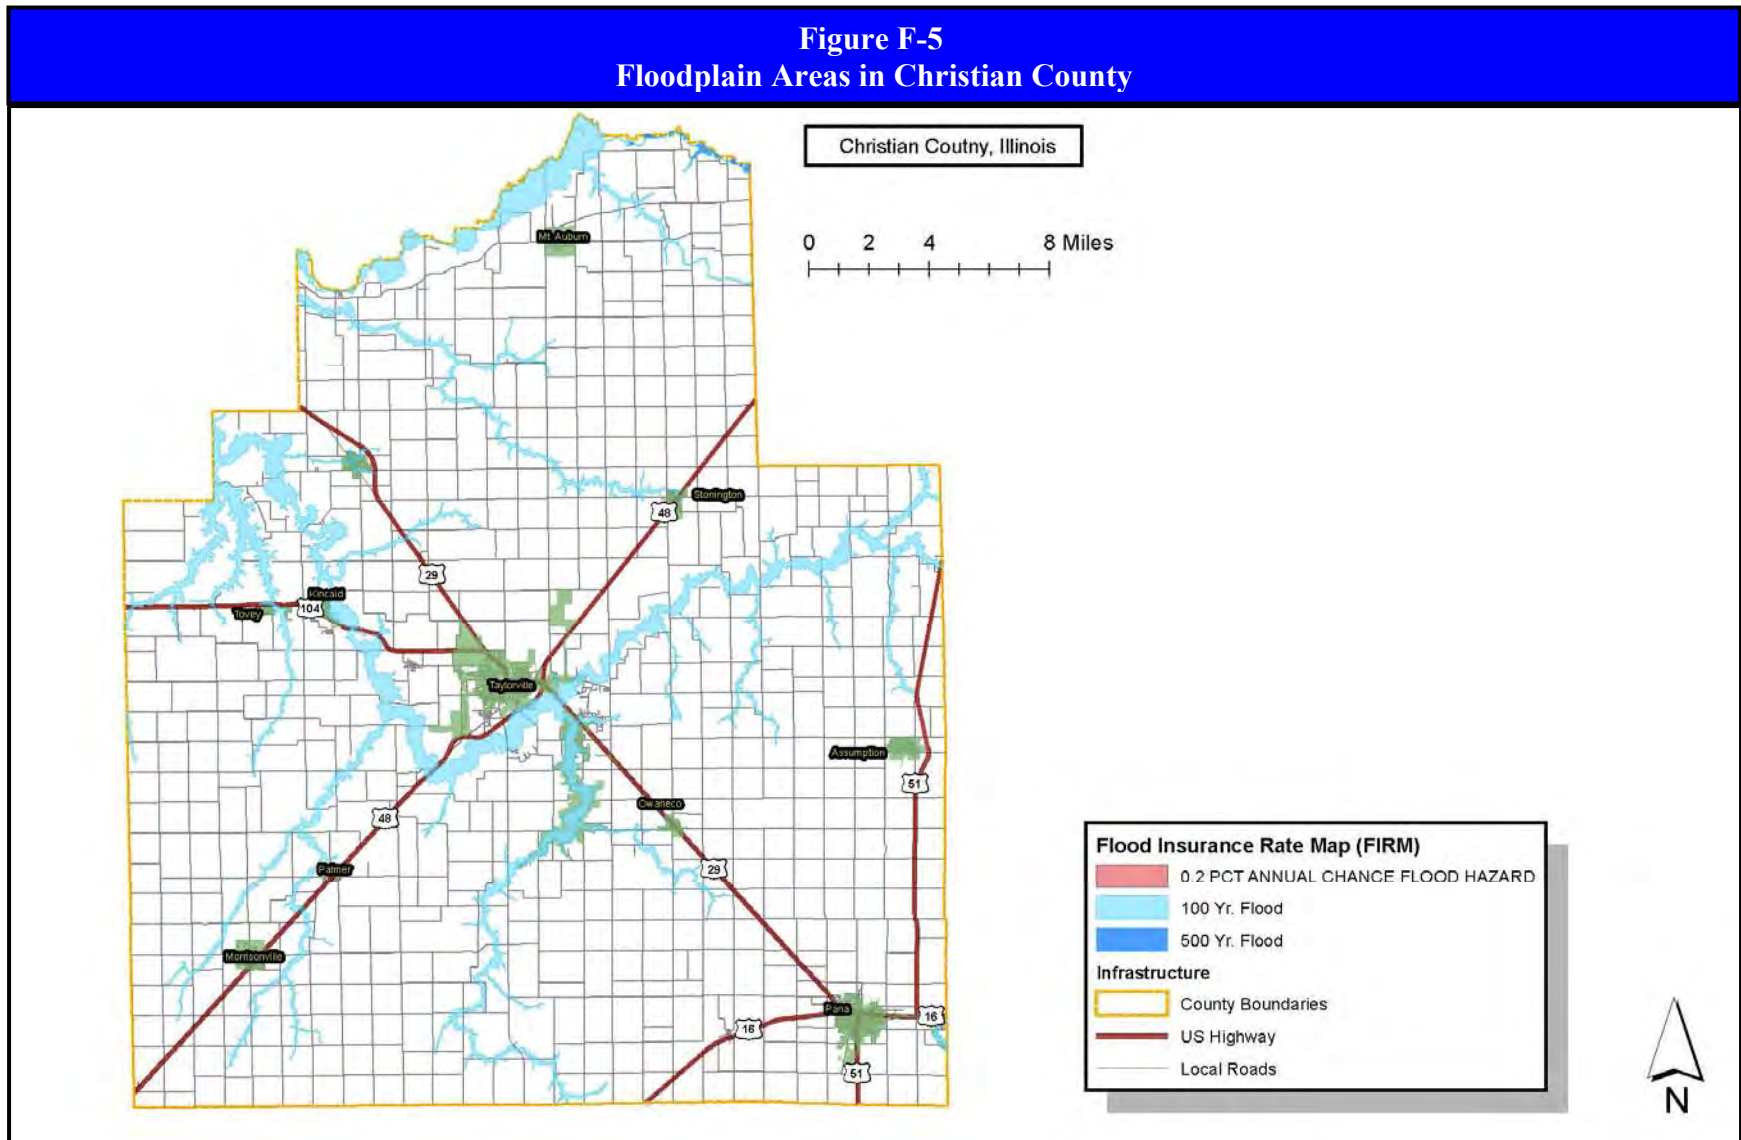 Figure F-5
Floodplain Areas in Christian County
Christian Coutny, Illinois
0 2 4 8 Miles
Mt Auburn
Stonington
48
29
Kincaid
104
Tovey
Taylorville
Assumption
51
Owaneco
48
29
Palmer
Morrisonville
Pana
16
16
51
Flood Insurance Rate Map (FIRM)
0.2 PCT ANNUAL CHANCE FLOOD HAZARD
100 Yr. Flood
500 Yr. Flood
Infrastructure
County Boundaries
US Highway
Local Roads
N